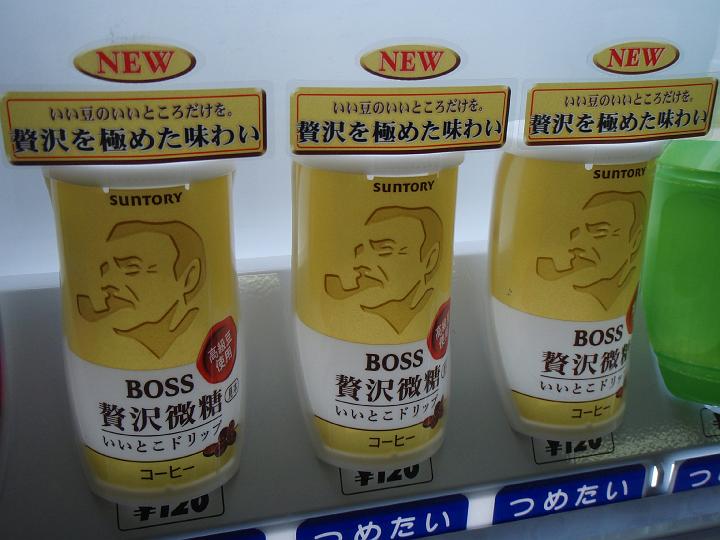 NEW
いい豆のいいところだけを。
贅沢を極めた味わい
SUNTORY
高級豆
使用
BOSS
贅沢微糖
いいとこドリップ
コーヒー
¥120
NEW
いい豆のいいところだけを。
贅沢を極めた味わい
SUNTORY
高級豆
使用
BOSS
贅沢微糖
いいとこドリップ
コーヒー
¥120
つめたい
NEW
いい豆のいいところだけを。
贅沢を極めた味わい
SUNTORY
BOSS
贅沢微糖
いいとこドリップ
コーヒー
¥120
つめたい
つ